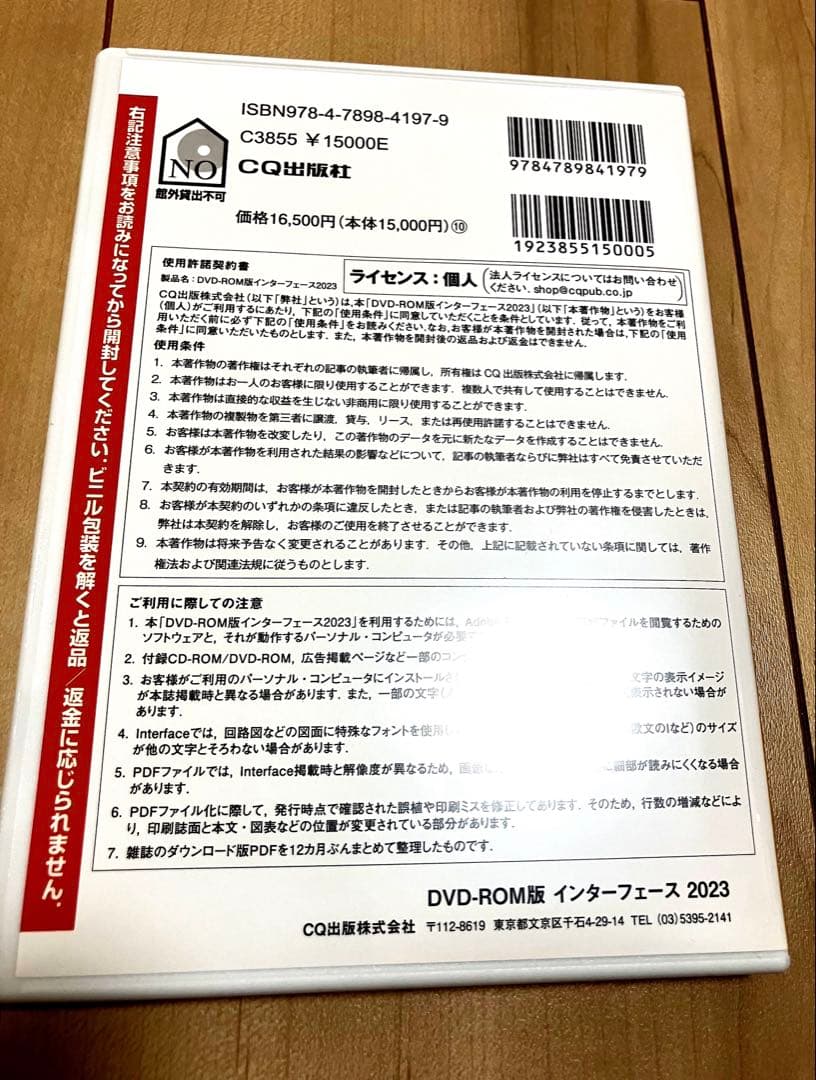 右記注意事項をお読みになってから開封してください. ビニル包装を解くと返品/返金に応じられません.
NO
館外貸出不可
ISBN978-4-7898-4197-9
C3855 ¥15000E
CQ出版社
価格16,500円(本体15,000円)⑩
9784789841979
1923855150005
使用許諾契約書
製品名:DVD-ROM版インターフェース2023
ライセンス:個人
(法人ライセンスについてはお問い合わせ
ください. shop@cqpub.co.jp)
CQ出版株式会社(以下「弊社」という)は,本「DVD-ROM版インターフェース2023」(以下「本著作物」という)をお客様
(個人)がご利用するにあたり,下記の「使用条件」に同意していただくことを条件としています.従って,本著作物をご利
用いただく前に必ず下記の「使用条件」をお読みください.なお,お客様が本著作物を開封された場合は,下記の「使用
条件」に同意いただいたものとします.また,本著作物を開封後の返品および返金はできません.
使用条件
1. 本著作物の著作権はそれぞれの記事の執筆者に帰属し,所有権はCQ出版株式会社に帰属します.
2. 本著作物はお一人のお客様に限り使用することができます.複数人で共有して使用することはできません.
3. 本著作物は直接的な収益を生じない非商用に限り使用することができます.
4. 本著作物の複製物を第三者に譲渡,貸与,リース,または再使用許諾することはできません.
5. お客様は本著作物を改変したり,この著作物のデータを元に新たなデータを作成することはできません.
6. お客様が本著作物を利用された結果の影響などについて,記事の執筆者ならびに弊社はすべて免責させていただ
きます.
7. 本契約の有効期間は,お客様が本著作物を開封したときからお客様が本著作物の利用を停止するまでとします.
8. お客様が本契約のいずれかの条項に違反したとき,または記事の執筆者および弊社の著作権を侵害したときは,
弊社は本契約を解除し,お客様のご使用を終了させることができます.
9. 本著作物は将来予告なく変更されることがあります.その他,上記に記載されていない条項に関しては,著作
権法および関連法規に従うものとします.
ご利用に際しての注意
1. 本「DVD-ROM版インターフェース2023」を利用するためには, ファイルを閲覧するための
ソフトウェアと,それが動作するパーソナル・コンピュータが必要
2. 付録CD-ROM/DVD-ROM,広告掲載ページなど一部の
3. お客様がご利用のパーソナル・コンピュータにインストール 文字の表示イメージ
が本誌掲載時と異なる場合があります.また,一部の文字 表示されない場合が
あります.
4. Interfaceでは,回路図などの図面に特殊なフォントを使用し 欧文のIなど)のサイズ
が他の文字とそろわない場合があります.
5. PDFファイルでは,Interface掲載時と解像度が異なるため, 細部が読みにくくなる場合
があります.
6. PDFファイル化に際して,発行時点で確認された誤植や印刷ミスを修正してあります.そのため,行数の増減などによ
り,印刷誌面と本文・図表などの位置が変更されている部分があります.
7. 雑誌のダウンロード版PDFを12カ月ぶんまとめて整理したものです.
DVD-ROM版 インターフェース 2023
CQ出版株式会社 〒112-8619 東京都文京区千石4-29-14 TEL (03)5395-2141